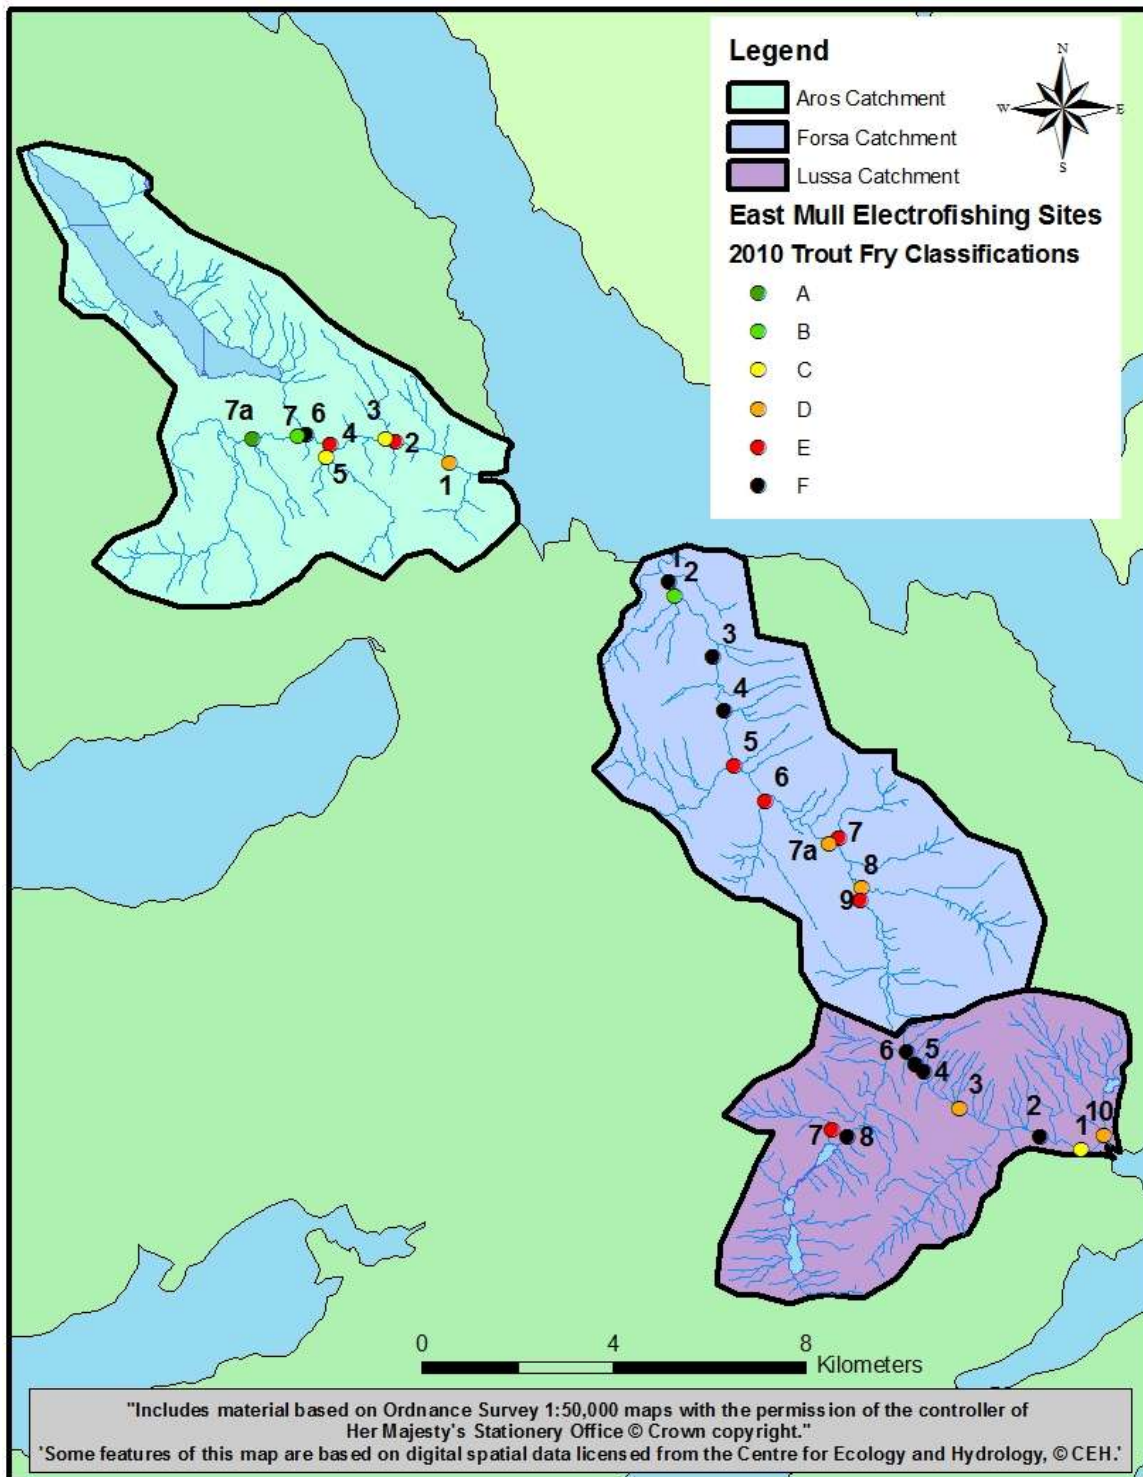 Legend
N
W
E
S
Aros Catchment
Forsa Catchment
Lussa Catchment
East Mull Electrofishing Sites
2010 Trout Fry Classifications
A
B
C
D
E
F
7a
7
6
4
3
2
5
1
1
2
3
4
5
6
7
7a
8
9
6
5
4
3
2
1
10
7
8
0
4
8
Kilometers
"Includes material based on Ordnance Survey 1:50,000 maps with the permission of the controller of
Her Majesty's Stationery Office © Crown copyright."
'Some features of this map are based on digital spatial data licensed from the Centre for Ecology and Hydrology, © CEH.'